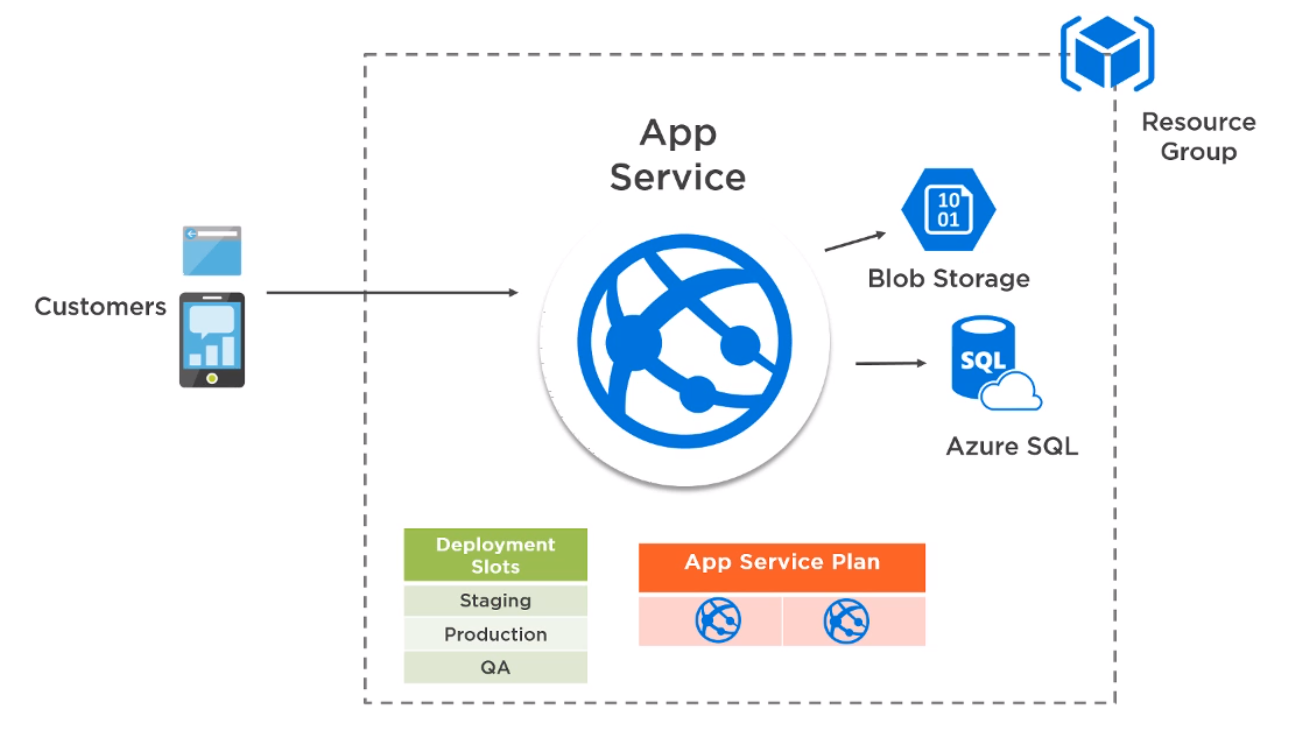 App
Service
Resource
Group
10
01
Blob Storage
Customers
SQL
Azure SQL
Deployment
Slots
Staging
Production
QA
App Service Plan